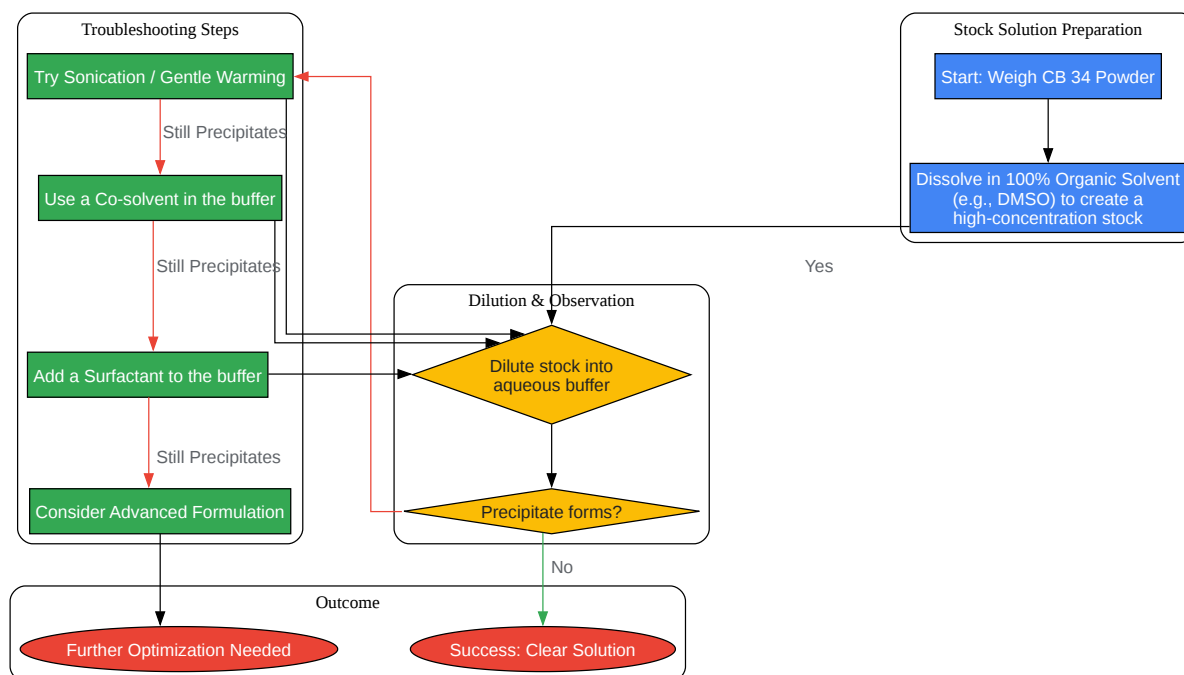 Troubleshooting Steps
Try Sonication / Gentle Warming
Still Precipitates
Use a Co-solvent in the buffer
Still Precipitates
Add a Surfactant to the buffer
Still Precipitates
Consider Advanced Formulation
Stock Solution Preparation
Start: Weigh CB 34 Powder
Dissolve in 100% Organic Solvent
(e.g., DMSO) to create a
high-concentration stock
Yes
Dilution & Observation
Dilute stock into
aqueous buffer
Precipitate forms?
No
Outcome
Further Optimization Needed
Success: Clear Solution